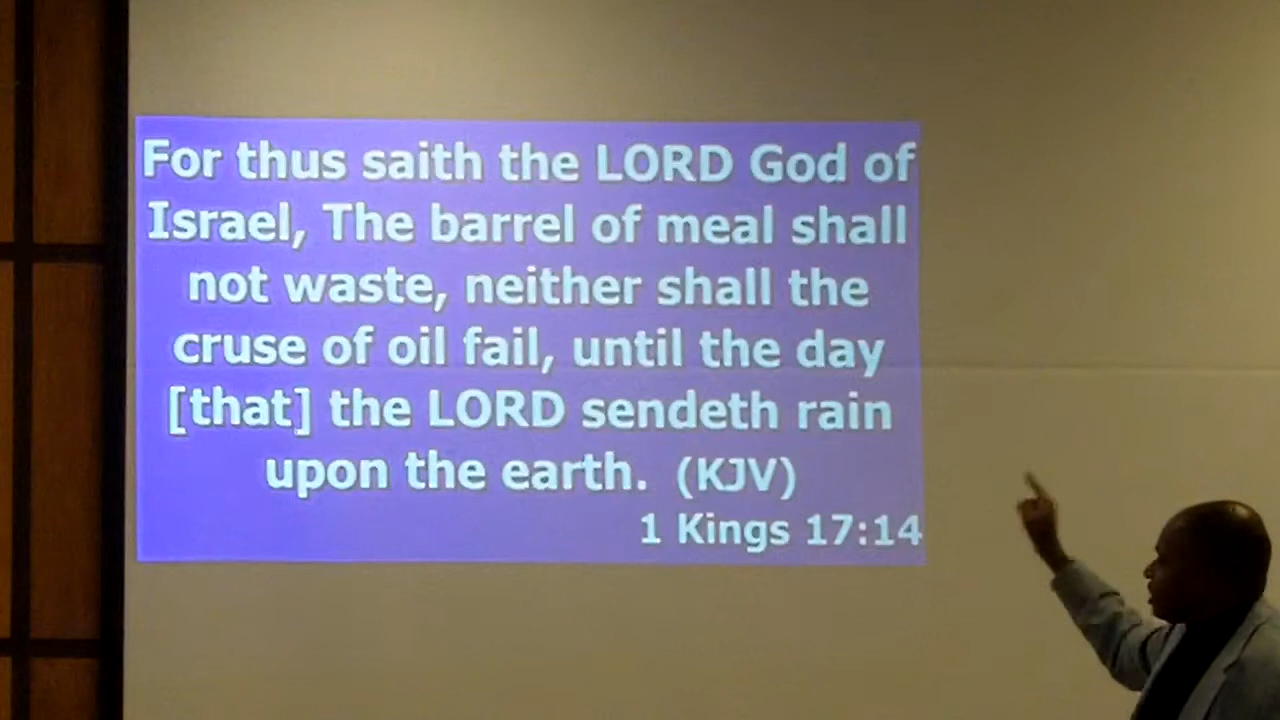 For thus saith the LORD God of
Israel, The barrel of meal shall
not waste, neither shall the
cruse of oil fail, until the day
[that] the LORD sendeth rain
upon the earth.  (KJV)
1 Kings 17:14